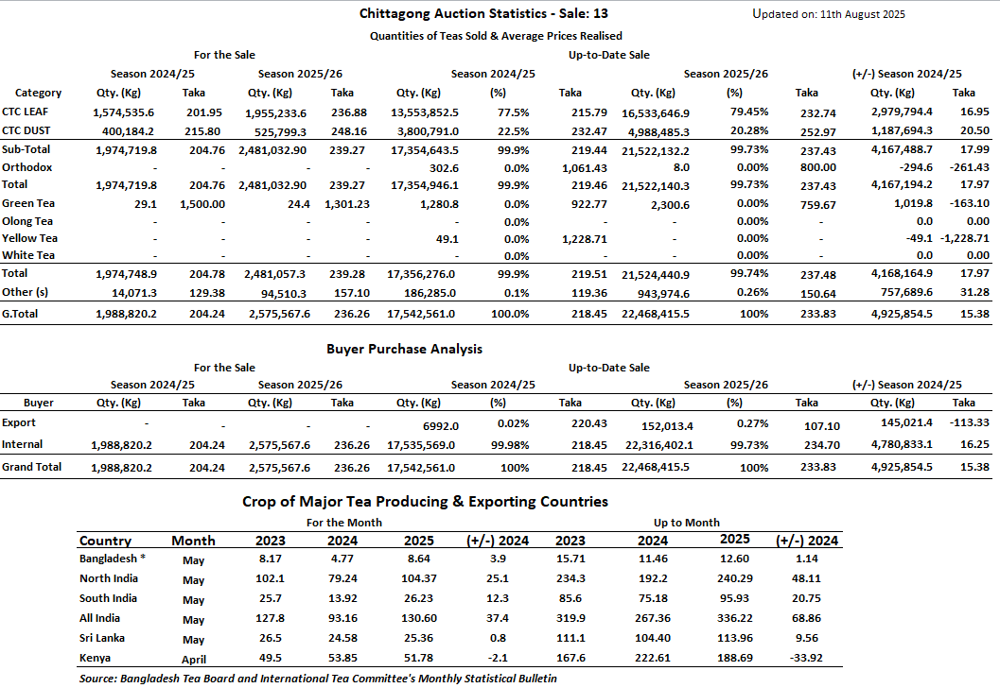 Chittagong Auction Statistics - Sale: 13 Updated on: 11th August 2025
Quantities of Teas Sold & Average Prices Realised
For the Sale Up-to-Date Sale
Season 2024/25 Season 2025/26 Season 2024/25 Season 2025/26 (+/-) Season 2024/25
Category Qty. (Kg) Taka Qty. (Kg) Taka Qty. (Kg) (%) Taka Qty. (Kg) (%) Taka Qty. (Kg) Taka
CTC LEAF 1,574,535.6 201.95 1,955,233.6 236.88 13,553,852.5 77.5% 215.79 16,533,646.9 79.45% 232.74 2,979,794.4 16.95
CTC DUST 400,184.2 215.80 525,799.3 248.16 3,800,791.0 22.5% 232.47 4,988,485.3 20.28% 252.97 1,187,694.3 20.50
Sub-Total 1,974,719.8 204.76 2,481,032.90 239.27 17,354,643.5 99.9% 219.44 21,522,132.2 99.73% 237.43 4,167,488.7 17.99
Orthodox - - - - 302.6 0.0% 1,061.43 8.0 0.00% 800.00 -294.6 -261.43
Total 1,974,719.8 204.76 2,481,032.90 239.27 17,354,946.1 99.9% 219.46 21,522,140.3 99.73% 237.43 4,167,194.2 17.97
Green Tea 29.1 1,500.00 24.4 1,301.23 1,280.8 0.0% 922.77 2,300.6 0.00% 759.67 1,019.8 -163.10
Olong Tea - - - - - 0.0% - - 0.00% - 0.0 0.00
Yellow Tea - - - - 49.1 0.0% 1,228.71 - 0.00% - -49.1 -1,228.71
White Tea - - - - - 0.0% - - 0.00% - 0.0 0.00
Total 1,974,748.9 204.78 2,481,057.3 239.28 17,356,276.0 99.9% 219.51 21,524,440.9 99.74% 237.48 4,168,164.9 17.97
Other (s) 14,071.3 129.38 94,510.3 157.10 186,285.0 0.1% 119.36 943,974.6 0.26% 150.64 757,689.6 31.28
G.Total 1,988,820.2 204.24 2,575,567.6 236.26 17,542,561.0 100.0% 218.45 22,468,415.5 100% 233.83 4,925,854.5 15.38
Buyer Purchase Analysis
For the Sale Up-to-Date Sale
Season 2024/25 Season 2025/26 Season 2024/25 Season 2025/26 (+/-) Season 2024/25
Buyer Qty. (Kg) Taka Qty. (Kg) Taka Qty. (Kg) (%) Taka Qty. (Kg) (%) Taka Qty. (Kg) Taka
Export - - - - 6992.0 0.02% 220.43 152,013.4 0.27% 107.10 145,021.4 -113.33
Internal 1,988,820.2 204.24 2,575,567.6 236.26 17,535,569.0 99.98% 218.45 22,316,402.1 99.73% 234.70 4,780,833.1 16.25
Grand Total 1,988,820.2 204.24 2,575,567.6 236.26 17,542,561.0 100% 218.45 22,468,415.5 100% 233.83 4,925,854.5 15.38
Crop of Major Tea Producing & Exporting Countries
For the Month Up to Month
Country Month 2023 2024 2025 (+/-) 2024 2023 2024 2025 (+/-) 2024
Bangladesh * May 8.17 4.77 8.64 3.9 15.71 11.46 12.60 1.14
North India May 102.1 79.24 104.37 25.1 234.3 192.2 240.29 48.11
South India May 25.7 13.92 26.23 12.3 85.6 75.18 95.93 20.75
All India May 127.8 93.16 130.60 37.4 319.9 267.36 336.22 68.86
Sri Lanka May 26.5 24.58 25.36 0.8 111.1 104.40 113.96 9.56
Kenya April 49.5 53.85 51.78 -2.1 167.6 222.61 188.69 -33.92
Source: Bangladesh Tea Board and International Tea Committee's Monthly Statistical Bulletin